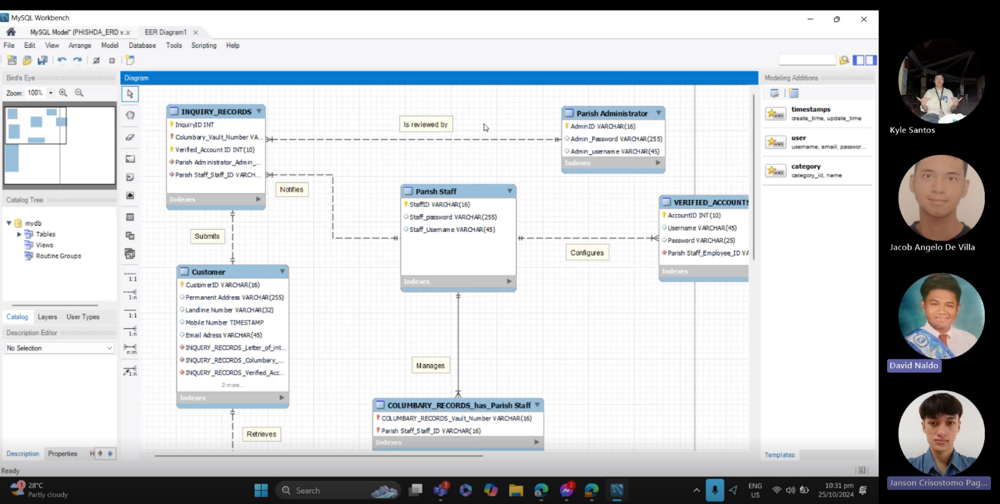 MySQL Workbench
MySQL Model* (PHISHDA_ERD v...
EER Diagram1
File Edit View Arrange Model Database Tools Scripting Help
Bird's Eye
Zoom: 100%
Catalog Tree
mydb
Tables
Views
Routine Groups
Catalog Layers User Types
Description Editor
No Selection
Description Properties H
Ready
Diagram
1:1
1:n
1:1
1:n
n:m
1:n
INQUIRY_RECORDS
InquiryID INT
Columbary_Vault_Number VA...
Verified_Account ID INT(10)
Parish Administrator_Admin_...
Parish Staff_Staff_ID VARCH...
Indexes
Is reviewed by
Parish Administrator
AdminID VARCHAR(16)
Admin_Password VARCHAR(255)
Admin_username VARCHAR(45)
Indexes
Notifies
Parish Staff
StaffID VARCHAR(16)
Staff_password VARCHAR(255)
Staff_Username VARCHAR(45)
Indexes
VERIFIED_ACCOUNTS
AccountID INT(10)
Username VARCHAR(45)
Password VARCHAR(25)
Parish Staff_Employee_ID VA
Indexes
Submits
Configures
Customer
CustomerID VARCHAR(16)
Permanent Address VARCHAR(255)
Landline Number VARCHAR(32)
Mobile Number TIMESTAMP
Email Adress VARCHAR(45)
INQUIRY_RECORDS_Letter_of_int...
INQUIRY_RECORDS_Columbary_...
INQUIRY_RECORDS_Verified_Acc...
2 more...
Indexes
Manages
COLUMBARY_RECORDS_has_Parish Staff
COLUMBARY_RECORDS_Vault_Number VARCHAR(16)
Parish Staff_Staff_ID VARCHAR(16)
Indexes
Retrieves
Modeling Additions
timestamps
create_time, update_time
user
username, email, passwor...
category
category_id, name
Templates
Kyle Santos
Jacob Angelo De Villa
David Naldo
Janson Crisostomo Pag...
1
28°C
Partly cloudy
Search
3
2
ENG
US
10:31 pm
25/10/2024